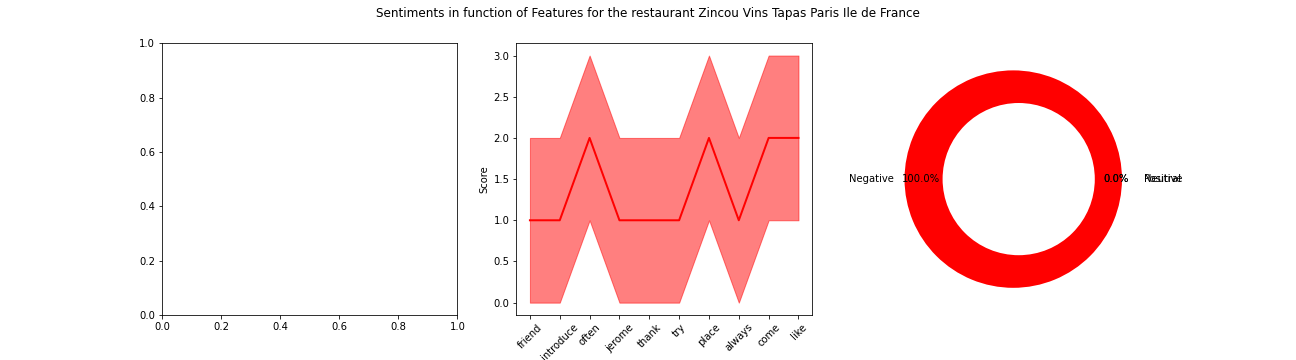 Sentiments in function of Features for the restaurant Zincou Vins Tapas Paris Ile de France
1.0
0.8
0.6
0.4
0.2
0.0
0.0 0.2 0.4 0.6 0.8 1.0
Score
3.0
2.5
2.0
1.5
1.0
0.5
0.0
friend introduce often jerome thank try place always come like
Negative 100.0% 0.0%